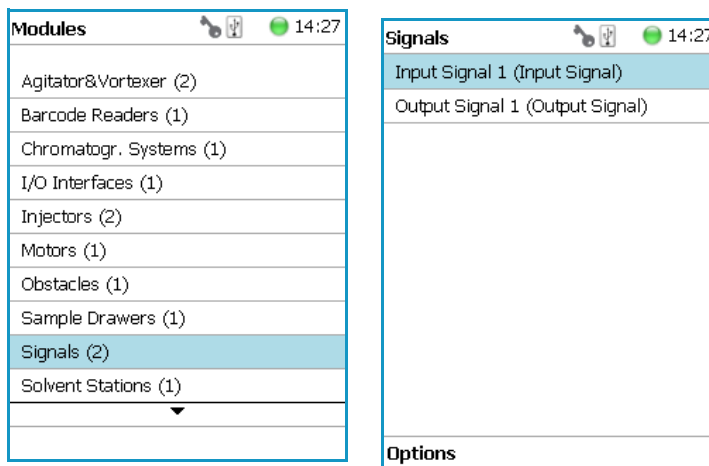 Modules 14:27
Agitator&Vortexer (2)
Barcode Readers (1)
Chromatogr. Systems (1)
I/O Interfaces (1)
Injectors (2)
Motors (1)
Obstacles (1)
Sample Drawers (1)
Signals (2)
Solvent Stations (1)
Signals 14:27
Input Signal 1 (Input Signal)
Output Signal 1 (Output Signal)
Options